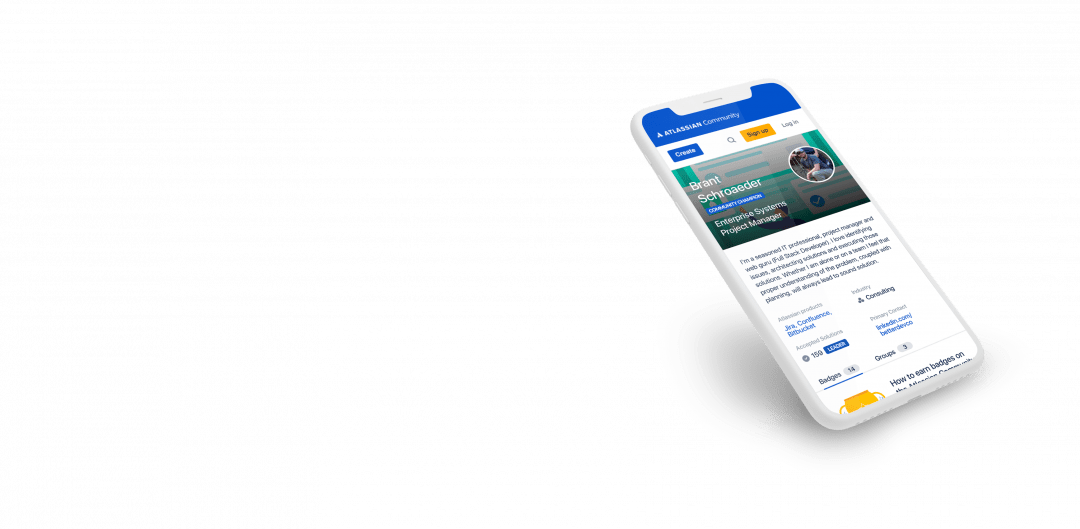 ATLASSIAN Community
Create
Sign up
Log in
Brant
Schroaeder
COMMUNITY CHAMPION
Enterprise Systems
Project Manager
I'm a seasoned IT professional, project manager and
web guru (Full Stack Developer). I love identifying
issues, architecting solutions and executing those
solutions. Whether I am alone or on a team I feel that
proper understanding of the problem, coupled with
planning, will always lead to sound solution.
Atlassian products
Jira, Confluence,
Bitbucket
Industry
Consulting
Accepted Solutions
159 LEADER
Primary Contact
linkedin.com/
betterdevco
Badges 14
Groups 3
How to earn badges on
the Atlassian Community